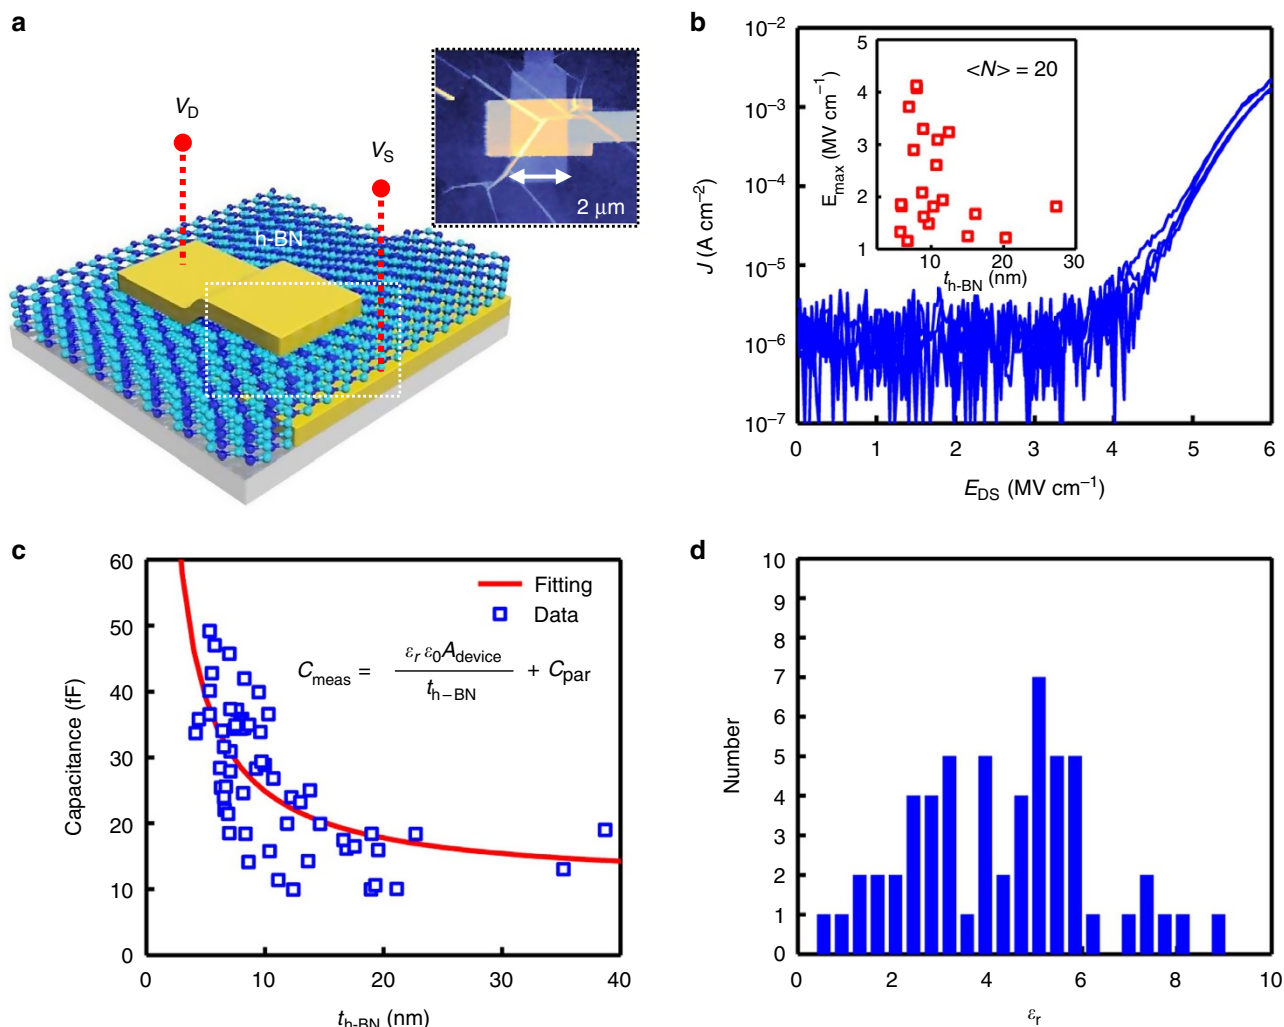 a
V_D
V_S
h-BN
2 μm
b
10^−2
10^−3
10^−4
10^−5
10^−6
10^−7
J (A cm^−2)
0 1 2 3 4 5 6
E_DS (MV cm^−1)
5
4
3
2
1
E_max (MV cm^−1)
<N> = 20
10 20 30
t_h-BN (nm)
c
60
50
40
30
20
10
0
Capacitance (fF)
Fitting
Data
C_meas = ε_r ε_0 A_device / t_h−BN + C_par
0 10 20 30 40
t_h-BN (nm)
d
10
9
8
7
6
5
4
3
2
1
0
Number
0 2 4 6 8 10
ε_r